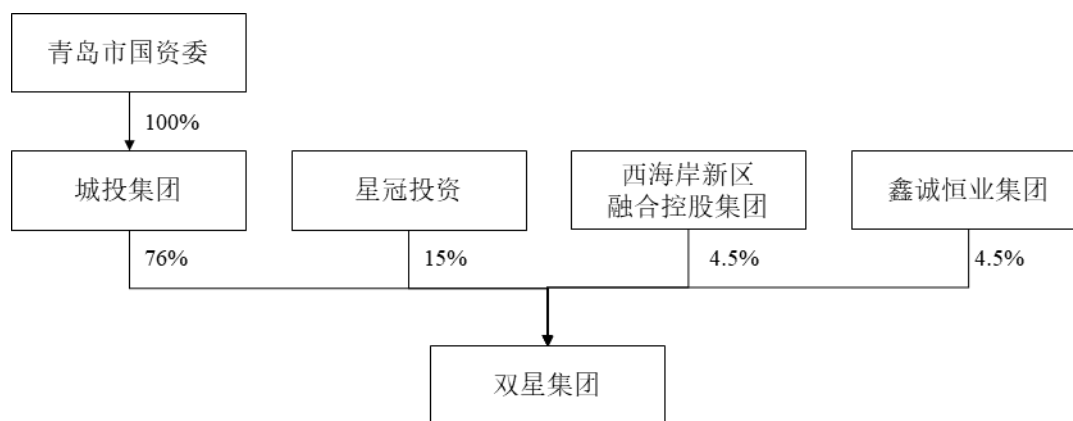 青岛市国资委
100%
城投集团
星冠投资
西海岸新区
融合控股集团
鑫诚恒业集团
76%
15%
4.5%
4.5%
双星集团